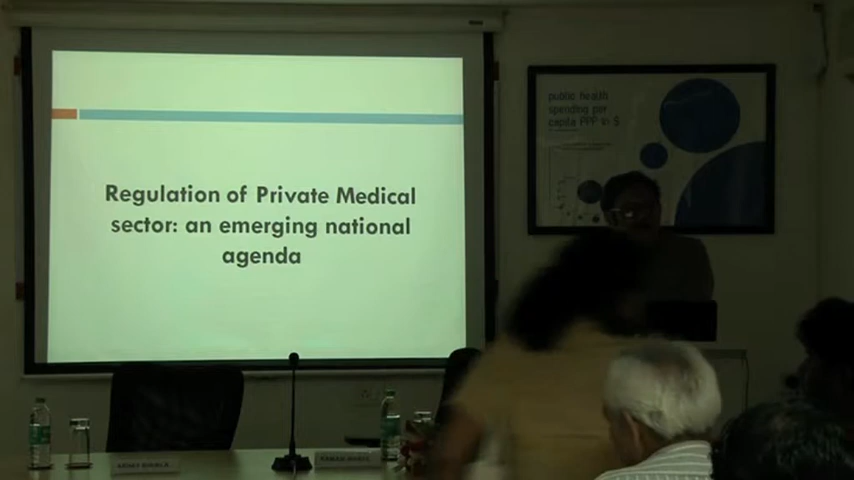 Regulation of Private Medical
sector: an emerging national
agenda
public health
spending per
capita PPP in $